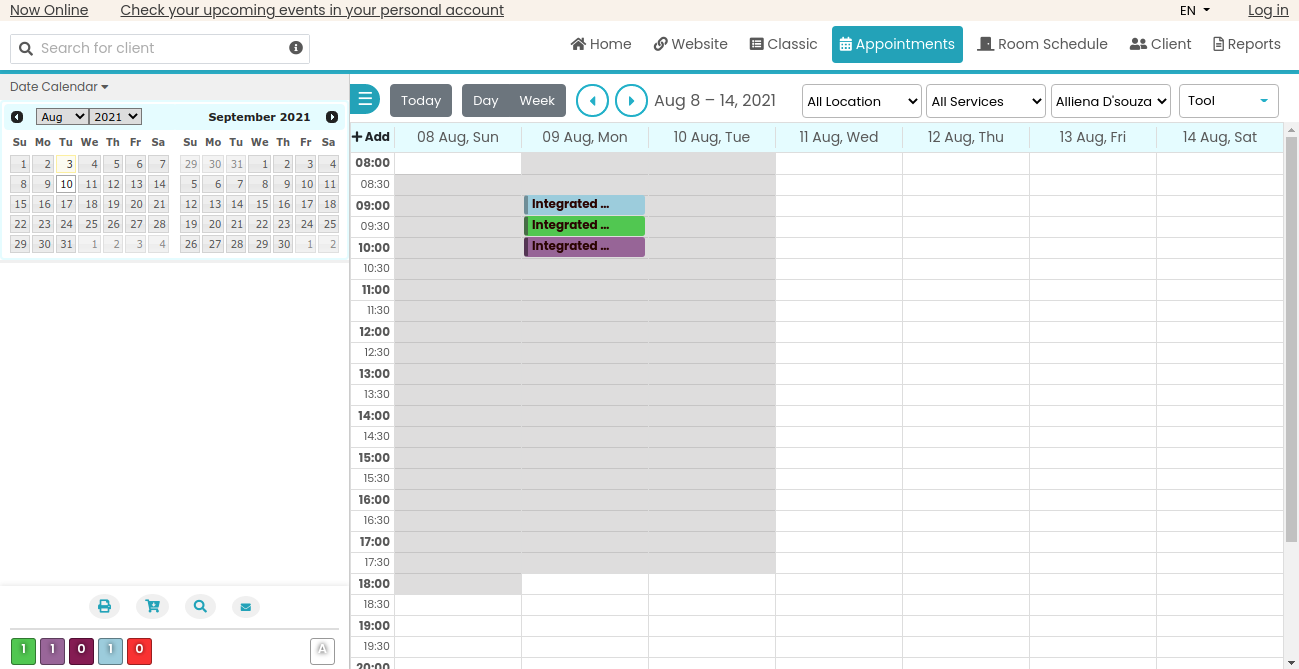 Now Online Check your upcoming events in your personal account EN Log in
Search for client Home Website Classic Appointments Room Schedule Client Reports
Date Calendar
Today Day Week Aug 8 – 14, 2021 All Location All Services Alliena D'souza Tool
Aug 2021 September 2021
Su Mo Tu We Th Fr Sa Su Mo Tu We Th Fr Sa
1 2 3 4 5 6 7 29 30 31 1 2 3 4
8 9 10 11 12 13 14 5 6 7 8 9 10 11
15 16 17 18 19 20 21 12 13 14 15 16 17 18
22 23 24 25 26 27 28 19 20 21 22 23 24 25
29 30 31 1 2 3 4 26 27 28 29 30 1 2
Add 08 Aug, Sun 09 Aug, Mon 10 Aug, Tue 11 Aug, Wed 12 Aug, Thu 13 Aug, Fri 14 Aug, Sat
08:00
08:30
09:00 Integrated ...
09:30 Integrated ...
10:00 Integrated ...
10:30
11:00
11:30
12:00
12:30
13:00
13:30
14:00
14:30
15:00
15:30
16:00
16:30
17:00
17:30
18:00
18:30
19:00
19:30
20:00
1 1 0 1 0 A